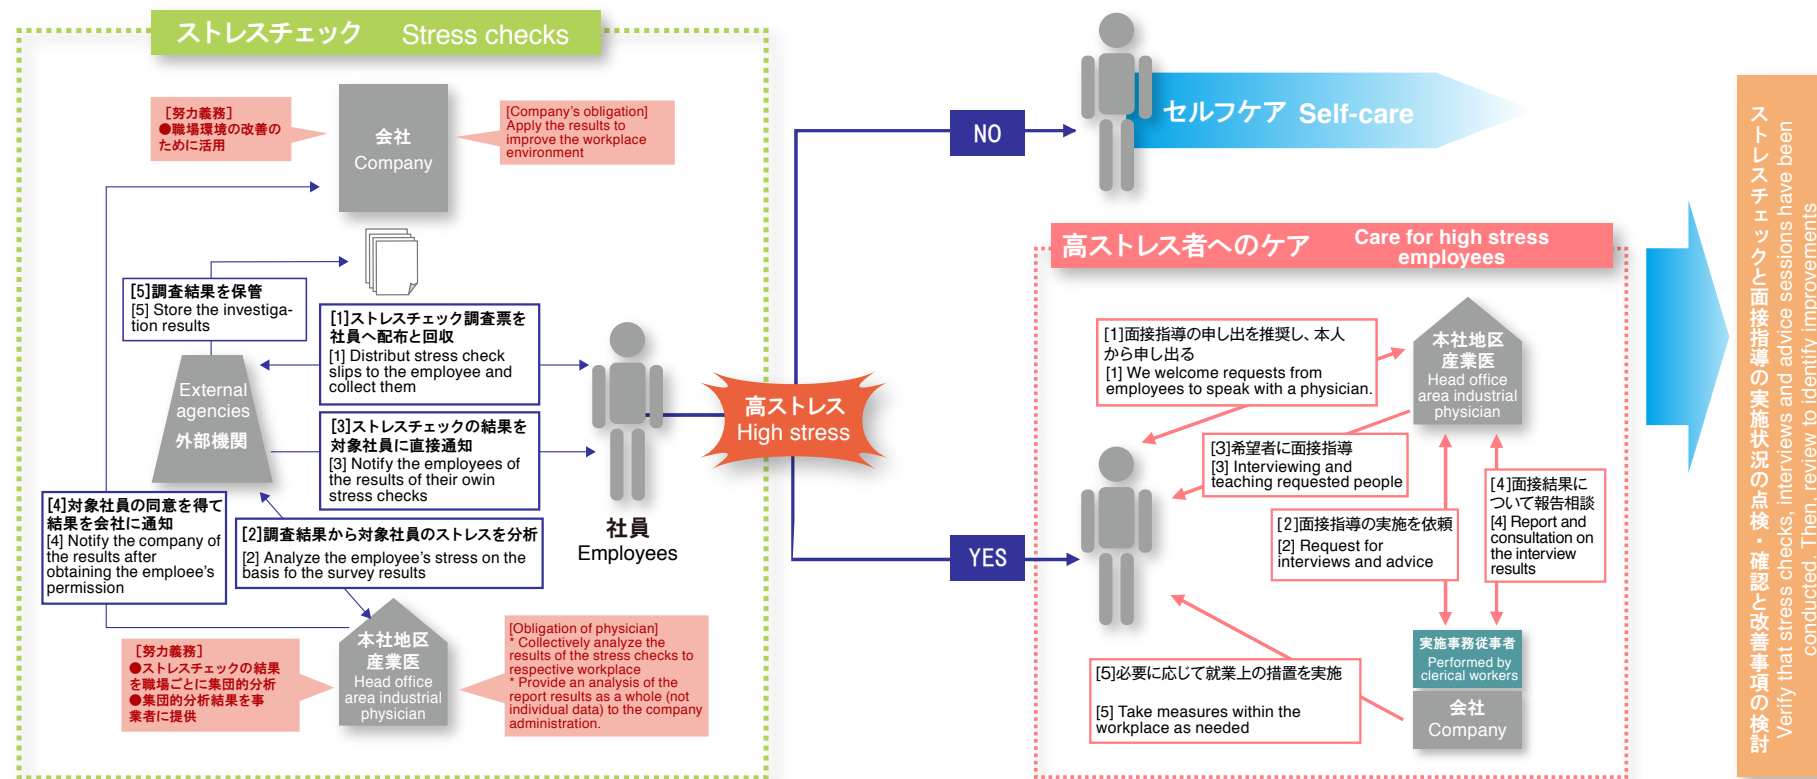 ストレスチェック Stress checks
［努力義務］
●職場環境の改善の
ために活用
会社
Company
[Company's obligation]
Apply the results to
improve the workplace
environment
[5]調査結果を保管
[5] Store the investiga-
tion results
[1]ストレスチェック調査票を
社員へ配布と回収
[1] Distribut stress check
slips to the employee and
collect them
External
agencies
外部機関
[3]ストレスチェックの結果を
対象社員に直接通知
[3] Notify the employees of
the results of their owin
stress checks
[4]対象社員の同意を得て
結果を会社に通知
[4] Notify the company of
the results after
obtaining the emploee's
permission
[2]調査結果から対象社員のストレスを分析
[2] Analyze the employee's stress on the
basis fo the survey results
社員
Employees
［努力義務］
●ストレスチェックの結果
を職場ごとに集団的分析
●集団的分析結果を事
業者に提供
本社地区
産業医
Head office
area industrial
physician
[Obligation of physician]
* Collectively analyze the
results of the stress checks to
respective workplace
* Provide an analysis of the
report results as a whole (not
individual data) to the company
administration.
高ストレス
High stress
NO
セルフケア Self-care
YES
高ストレス者へのケア
Care for high stress
employees
[1]面接指導の申し出を推奨し、本人
から申し出る
[1] We welcome requests from
employees to speak with a physician.
本社地区
産業医
Head office
area industrial
physician
[3]希望者に面接指導
[3] Interviewing and
teaching requested people
[2]面接指導の実施を依頼
[2] Request for
interviews and advice
[4]面接結果に
ついて報告相談
[4] Report and
consultation on
the interview
results
[5]必要に応じて就業上の措置を実施
[5] Take measures within the
workplace as needed
実施事務従事者
Performed by
clerical workers
会社
Company
ストレスチェックと面接指導の実施状況の点検・確認と改善事項の検討
Verify that stress checks, interviews and advice sessions have been
conducted. Then, review to identify improvements